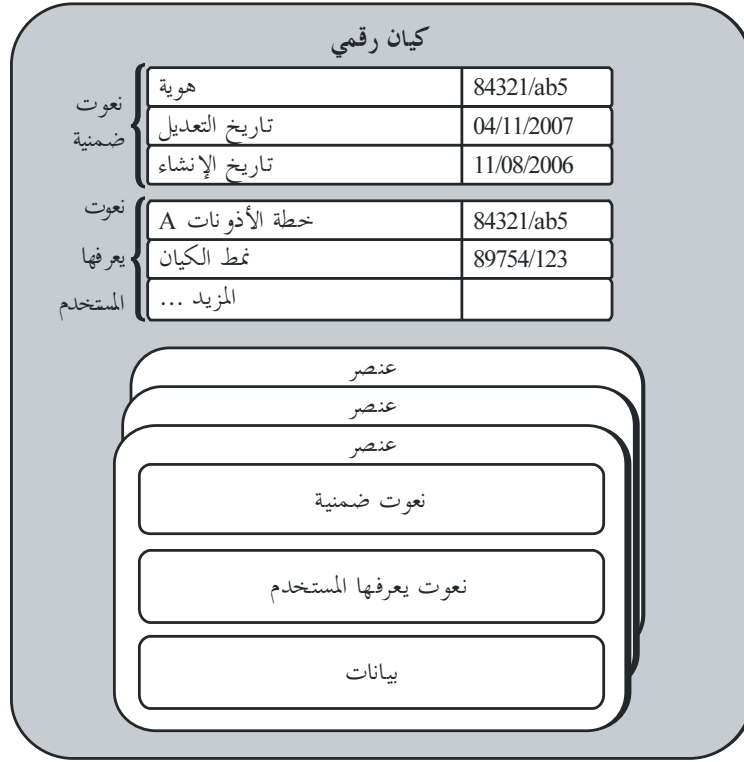 كيان رقمي
نعوت ضمنية
هوية 84321/ab5
تاريخ التعديل 04/11/2007
تاريخ الإنشاء 11/08/2006
نعوت يعرفها المستخدم
خطة الأذونات A 84321/ab5
نمط الكيان 89754/123
المزيد ...
عنصر
عنصر
عنصر
نعوت ضمنية
نعوت يعرفها المستخدم
بيانات